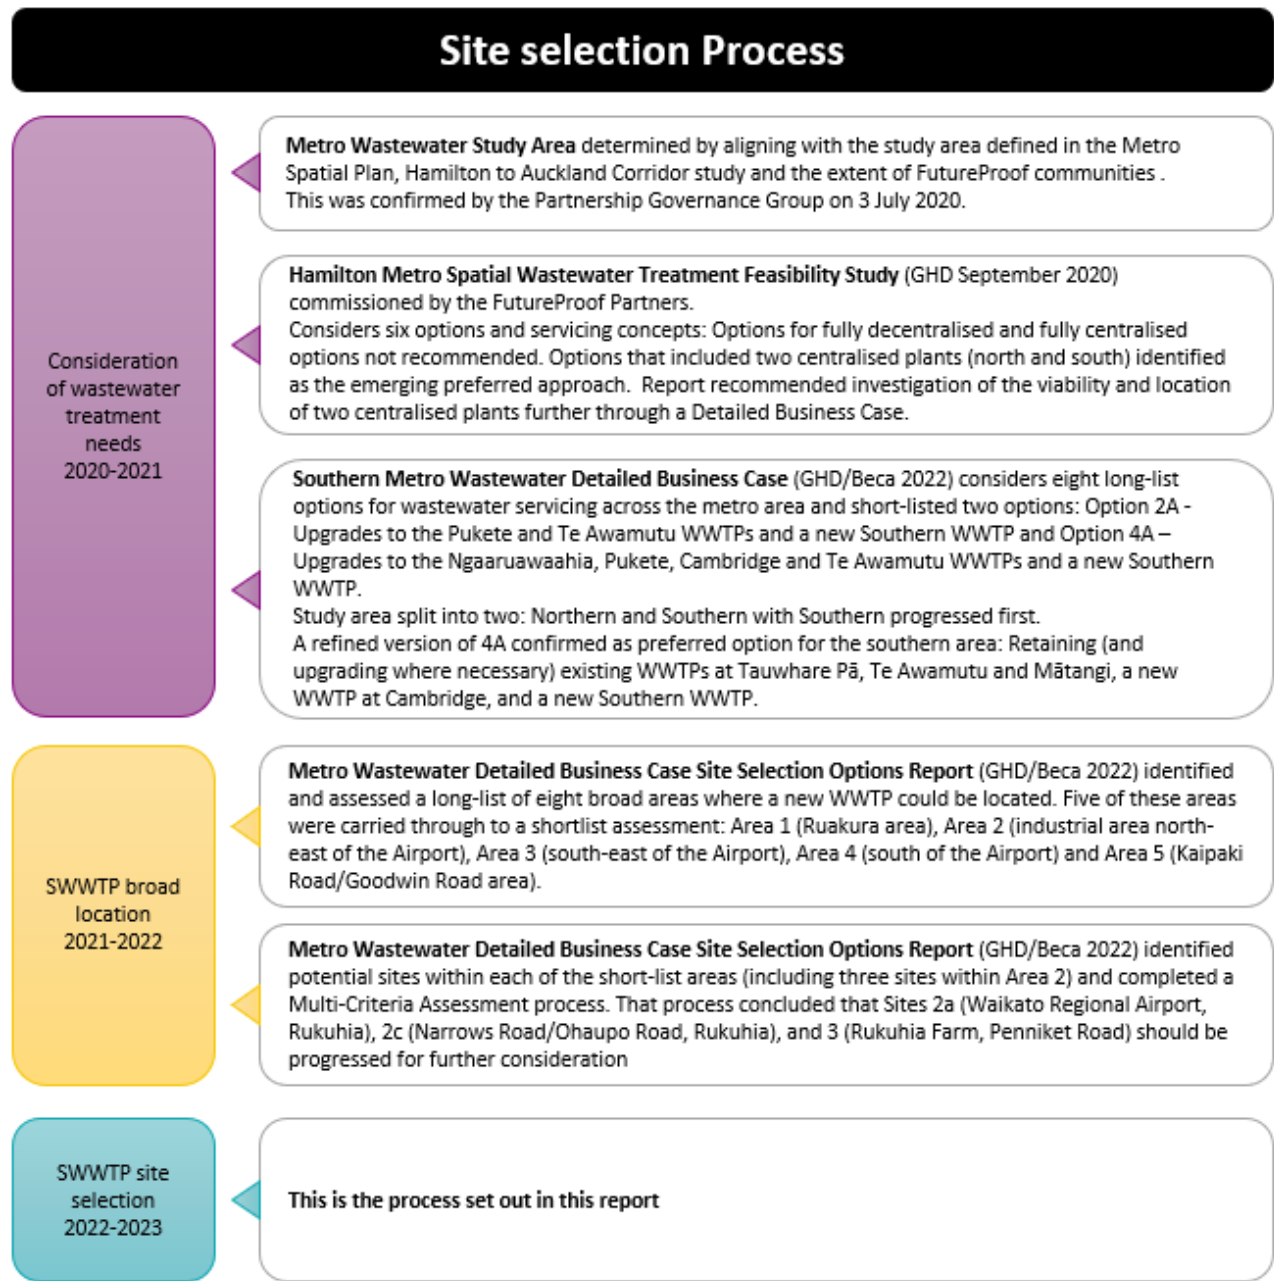 Site selection Process
Consideration
of wastewater
treatment
needs
2020-2021
Metro Wastewater Study Area determined by aligning with the study area defined in the Metro
Spatial Plan, Hamilton to Auckland Corridor study and the extent of FutureProof communities .
This was confirmed by the Partnership Governance Group on 3 July 2020.
Hamilton Metro Spatial Wastewater Treatment Feasibility Study (GHD September 2020)
commissioned by the FutureProof Partners.
Considers six options and servicing concepts: Options for fully decentralised and fully centralised
options not recommended. Options that included two centralised plants (north and south) identified
as the emerging preferred approach. Report recommended investigation of the viability and location
of two centralised plants further through a Detailed Business Case.
Southern Metro Wastewater Detailed Business Case (GHD/Beca 2022) considers eight long-list
options for wastewater servicing across the metro area and short-listed two options: Option 2A -
Upgrades to the Pukete and Te Awamutu WWTPs and a new Southern WWTP and Option 4A –
Upgrades to the Ngaaruawaahia, Pukete, Cambridge and Te Awamutu WWTPs and a new Southern
WWTP.
Study area split into two: Northern and Southern with Southern progressed first.
A refined version of 4A confirmed as preferred option for the southern area: Retaining (and
upgrading where necessary) existing WWTPs at Tauwhare Pā, Te Awamutu and Mātangi, a new
WWTP at Cambridge, and a new Southern WWTP.
SWWTP broad
location
2021-2022
Metro Wastewater Detailed Business Case Site Selection Options Report (GHD/Beca 2022) identified
and assessed a long-list of eight broad areas where a new WWTP could be located. Five of these areas
were carried through to a shortlist assessment: Area 1 (Ruakura area), Area 2 (industrial area north-
east of the Airport), Area 3 (south-east of the Airport), Area 4 (south of the Airport) and Area 5 (Kaipaki
Road/Goodwin Road area).
Metro Wastewater Detailed Business Case Site Selection Options Report (GHD/Beca 2022) identified
potential sites within each of the short-list areas (including three sites within Area 2) and completed a
Multi-Criteria Assessment process. That process concluded that Sites 2a (Waikato Regional Airport,
Rukuhia), 2c (Narrows Road/Ohaupo Road, Rukuhia), and 3 (Rukuhia Farm, Penniket Road) should be
progressed for further consideration
SWWTP site
selection
2022-2023
This is the process set out in this report